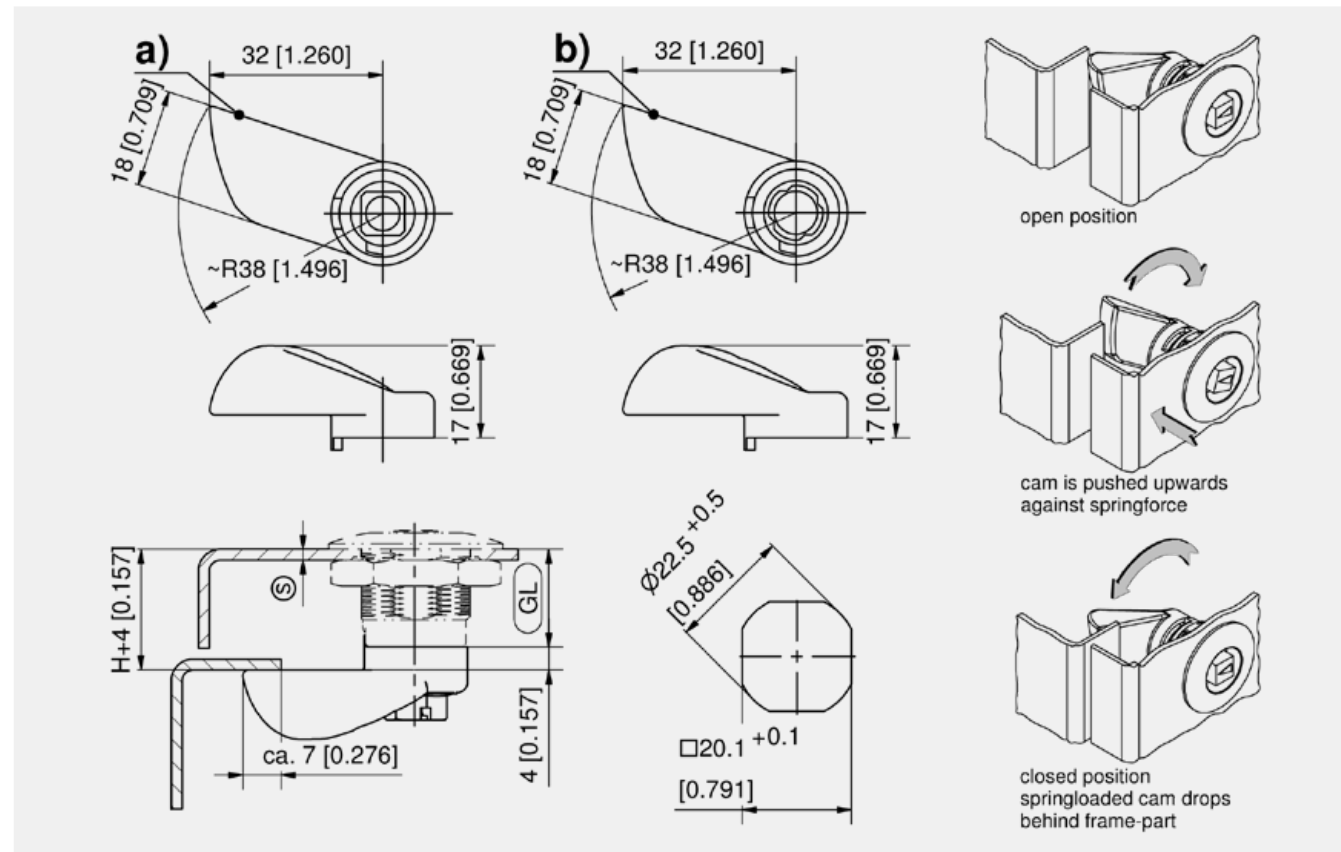 a)
32 [1.260]
18 [0.709]
~R38 [1.496]
17 [0.669]
b)
32 [1.260]
18 [0.709]
~R38 [1.496]
17 [0.669]
open position
cam is pushed upwards
against springforce
H+4 [0.157]
S
GL
ca. 7 [0.276]
4 [0.157]
Ø22.5 +0.5
[0.886]
□20.1 +0.1
[0.791]
closed position
springloaded cam drops
behind frame-part